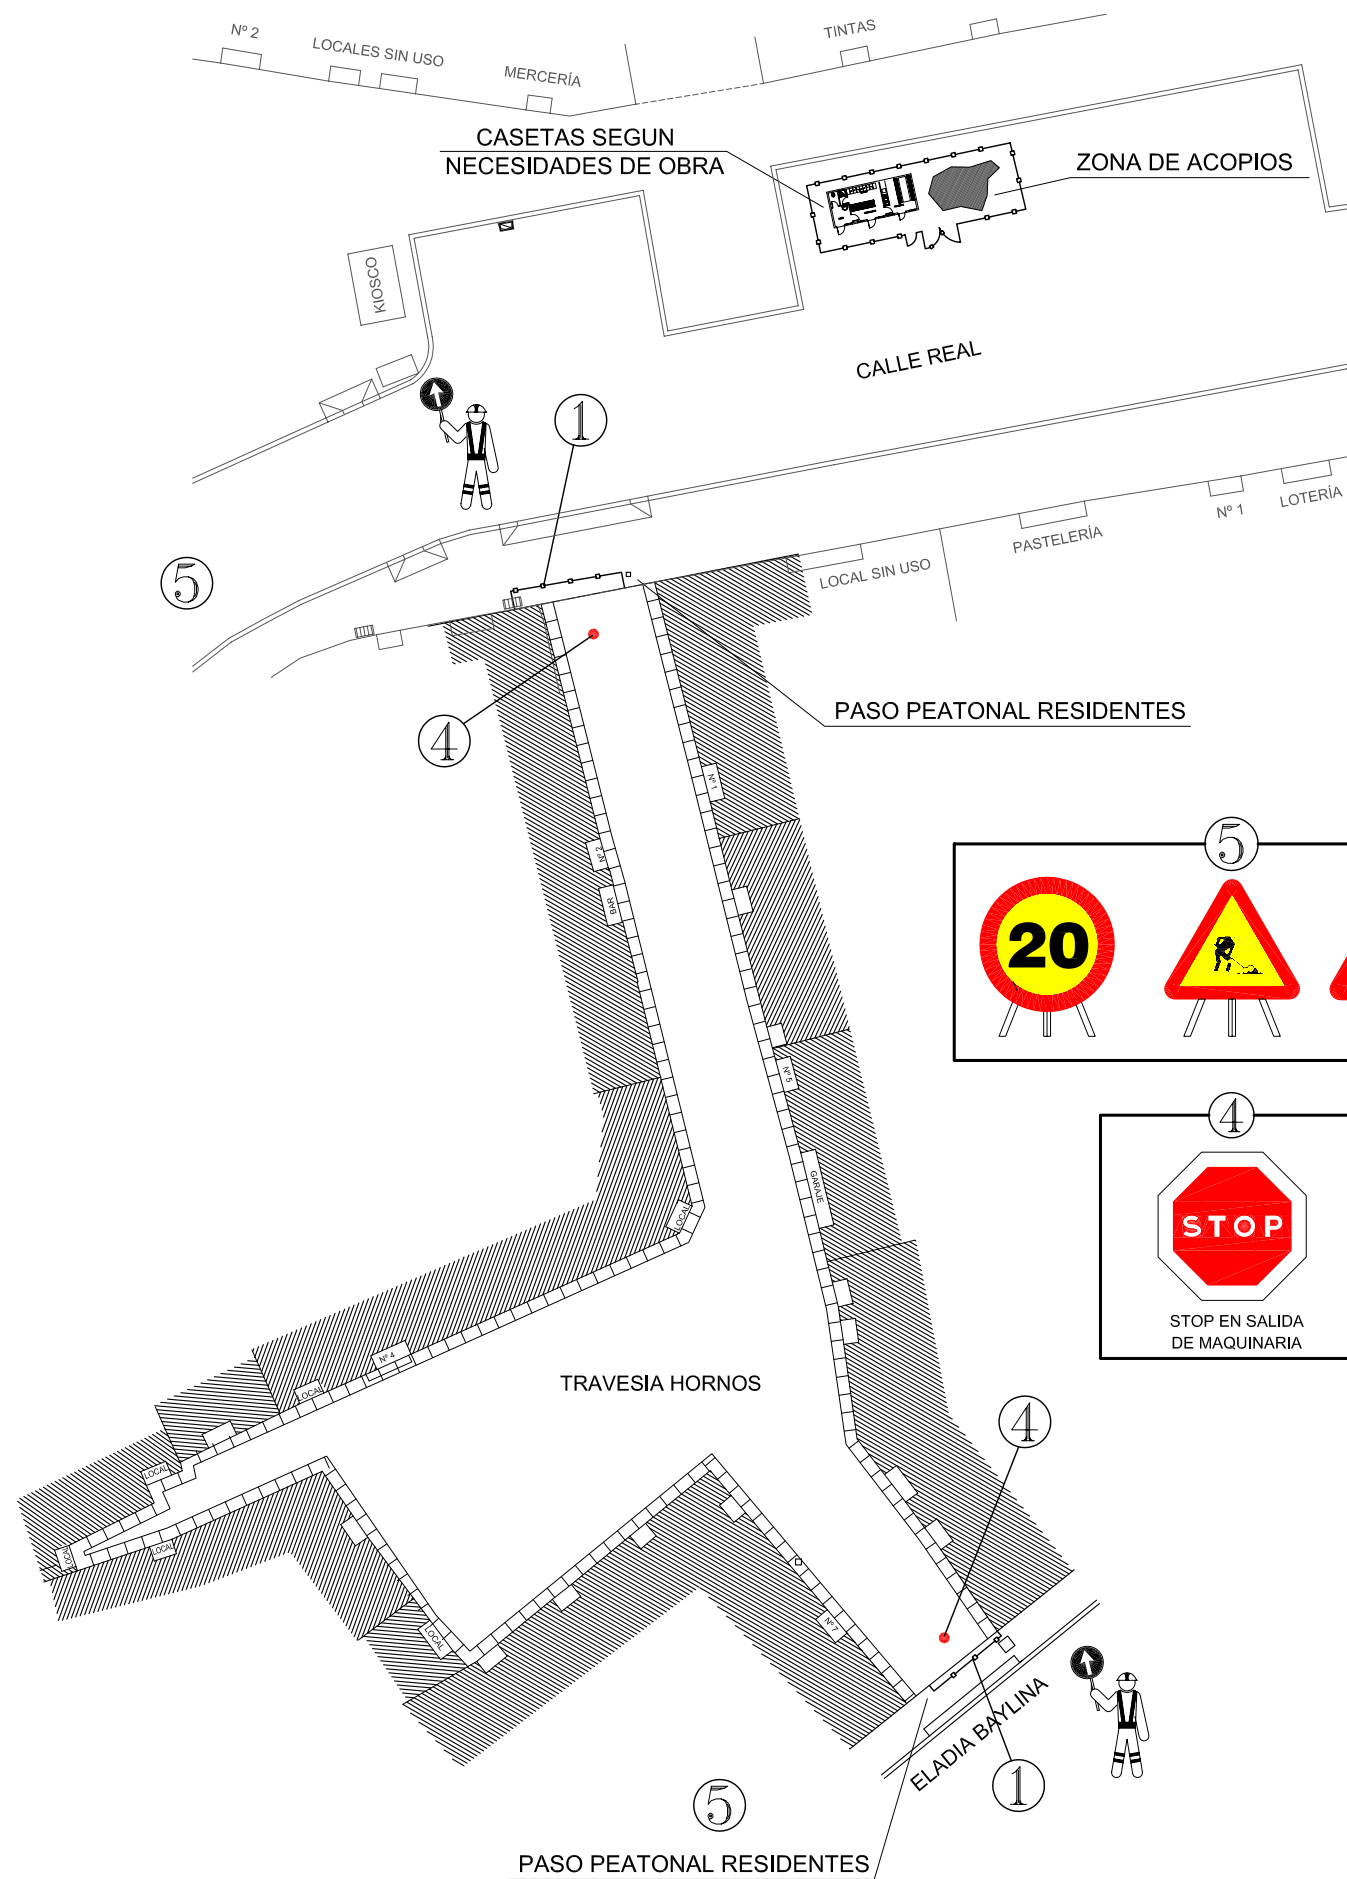 Nº 2
LOCALES SIN USO
MERCERÍA
TINTAS
CASETAS SEGUN
NECESIDADES DE OBRA
ZONA DE ACOPIOS
KIOSCO
CALLE REAL
1
5
LOTERÍA
Nº 1
PASTELERÍA
LOCAL SIN USO
4
PASO PEATONAL RESIDENTES
Nº 1
Nº 2
BAR
5
20
Nº 5
4
STOP
STOP EN SALIDA
DE MAQUINARIA
GARAJE
LOCAL
Nº 4
LOCAL
TRAVESIA HORNOS
4
LOCAL
LOCAL
LOCAL
LOCAL
Nº 7
ELADIA BAYLINA
1
5
PASO PEATONAL RESIDENTES